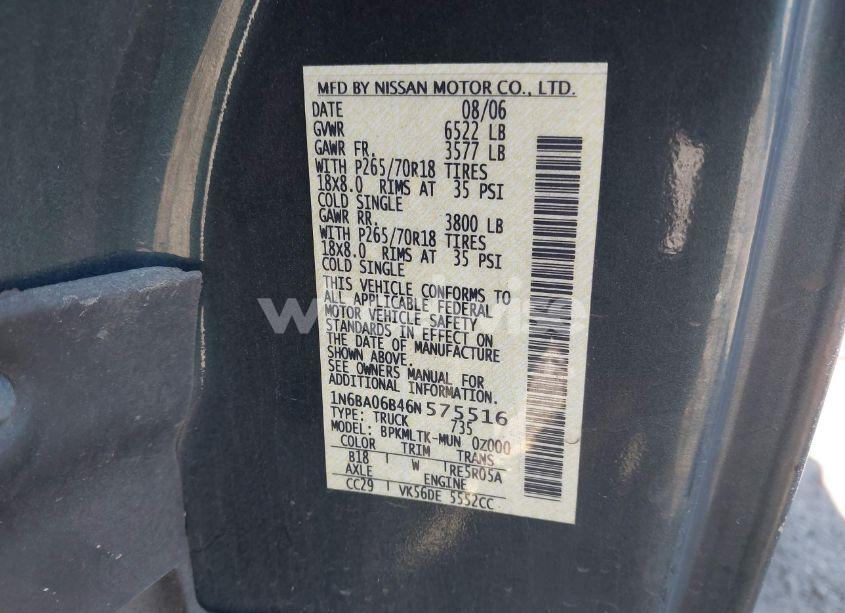 MFD BY NISSAN MOTOR CO., LTD.
DATE 08/06
GVWR 6522 LB
GAWR FR. 3577 LB
WITH P265/70R18 TIRES
18X8.0 RIMS AT 35 PSI
COLD SINGLE
GAWR RR. 3800 LB
WITH P265/70R18 TIRES
18X8.0 RIMS AT 35 PSI
COLD SINGLE
THIS VEHICLE CONFORMS TO
ALL APPLICABLE FEDERAL
MOTOR VEHICLE SAFETY
STANDARDS IN EFFECT ON
THE DATE OF MANUFACTURE
SHOWN ABOVE.
SEE OWNERS MANUAL FOR
ADDITIONAL INFORMATION.
1N6BA06B46N575516
TYPE: TRUCK 735
MODEL: BPKMLTK-MUN 0Z000
COLOR TRIM TRANS
B18 W RE5R05A
AXLE ENGINE
CC29 VK56DE 5552CC